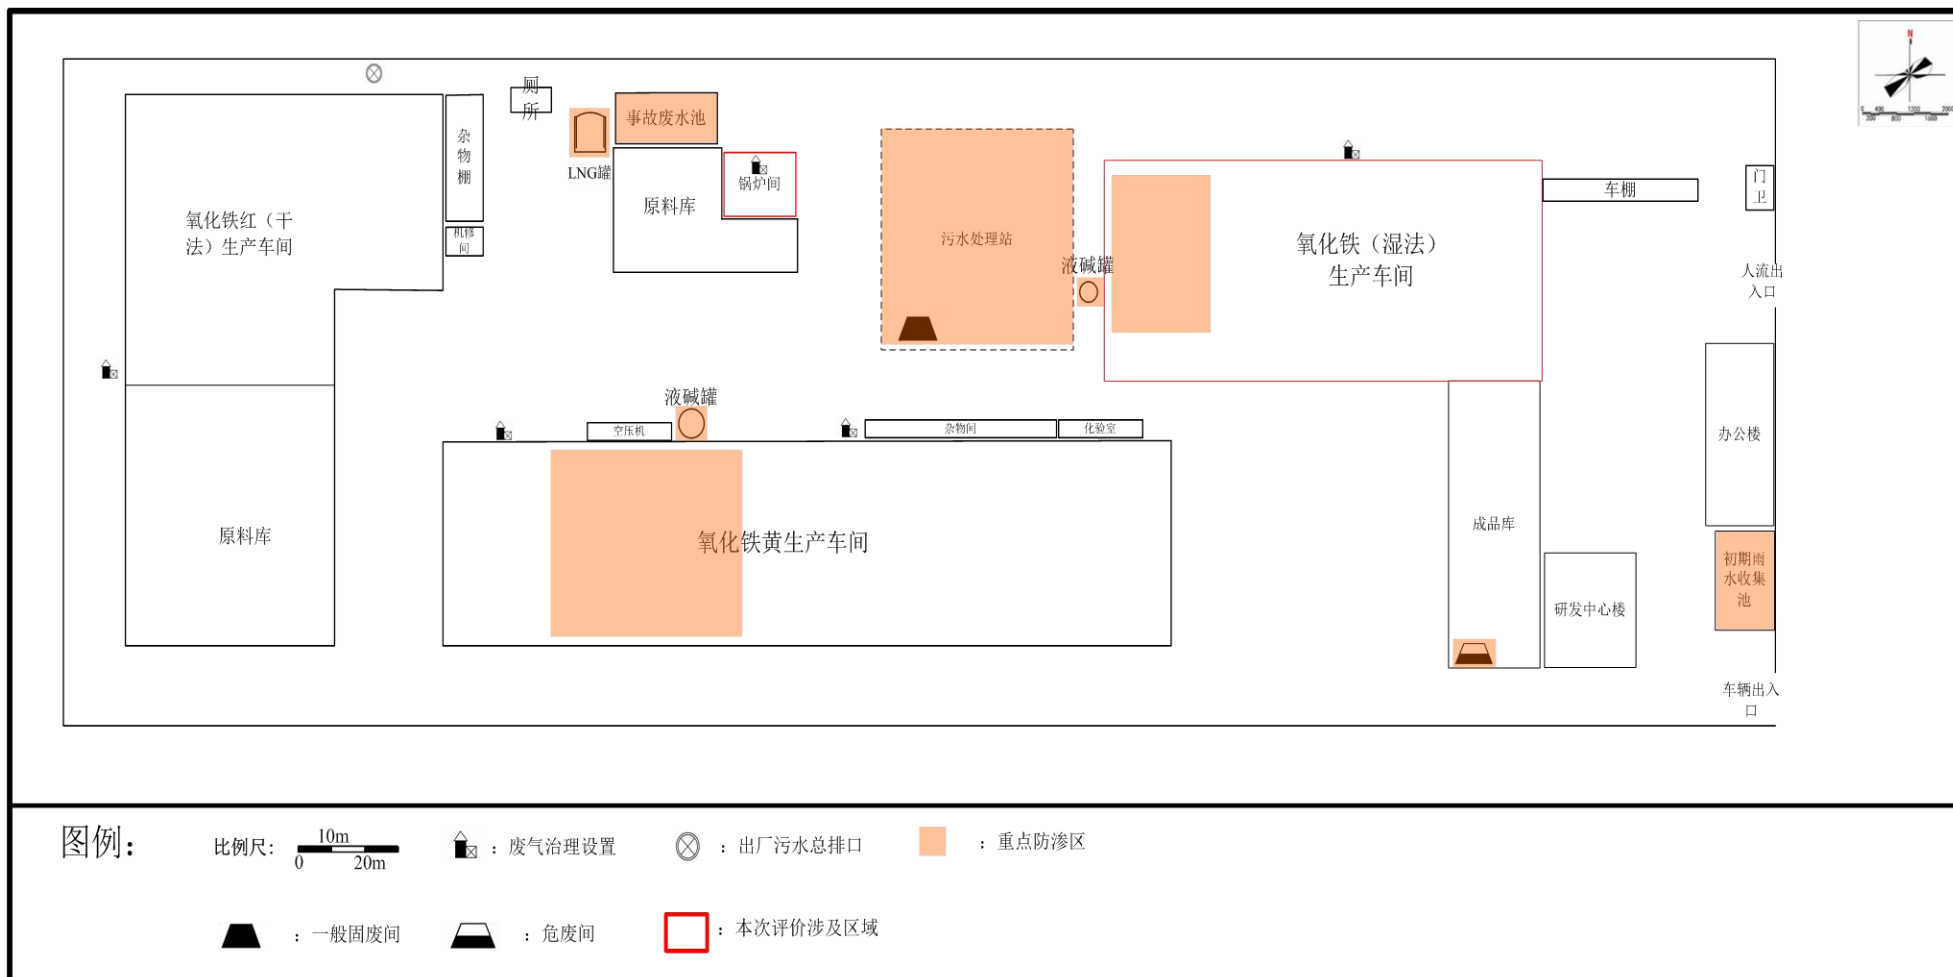 N
0 400 1200 2000
200 800 1600
厕
所
事故废水池
杂
物
棚
LNG罐
锅炉间
门
卫
车棚
原料库
氧化铁红（干
法）生产车间
机修
间
污水处理站
氧化铁（湿法）
生产车间
液碱罐
人流出
入口
液碱罐
空压机
杂物间
化验室
办公楼
原料库
氧化铁黄生产车间
成品库
初期雨
水收集
池
研发中心楼
车辆出入
口
图例：
比例尺：
10m
0 20m
：废气治理设置
：出厂污水总排口
：重点防渗区
：一般固废间
：危废间
：本次评价涉及区域